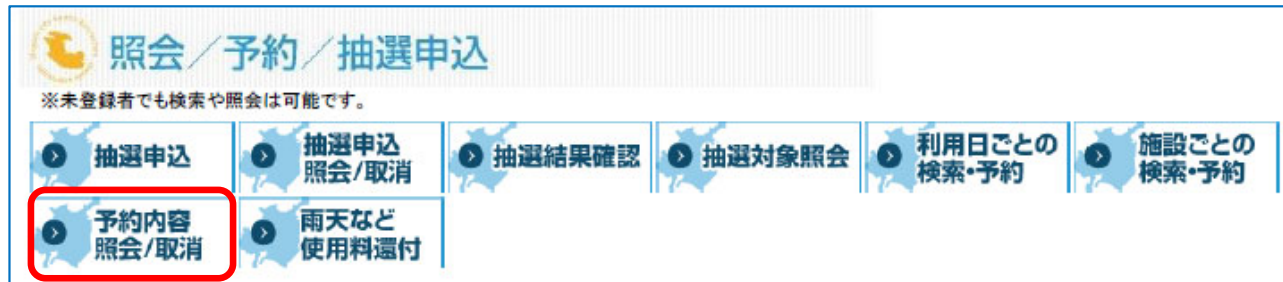 照会／予約／抽選申込
※未登録者でも検索や照会は可能です。
抽選申込
抽選申込
照会/取消
抽選結果確認
抽選対象照会
利用日ごとの
検索・予約
施設ごとの
検索・予約
予約内容
照会/取消
雨天など
使用料還付